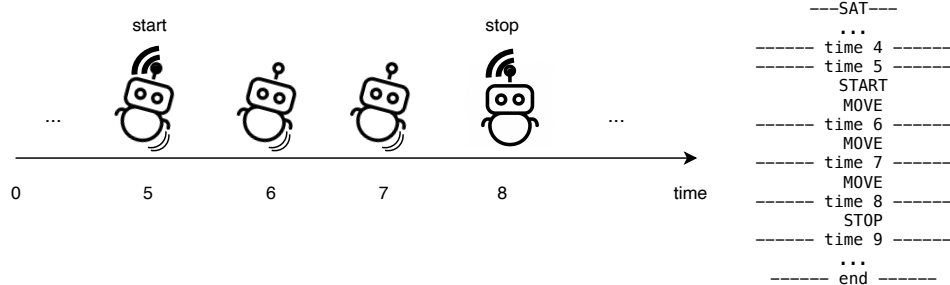 start
stop
...
...
0
5
6
7
8
time
---SAT---
...
------ time 4 ------
------ time 5 ------
START
MOVE
------ time 6 ------
MOVE
------ time 7 ------
MOVE
------ time 8 ------
STOP
------ time 9 ------
...
------ end ------